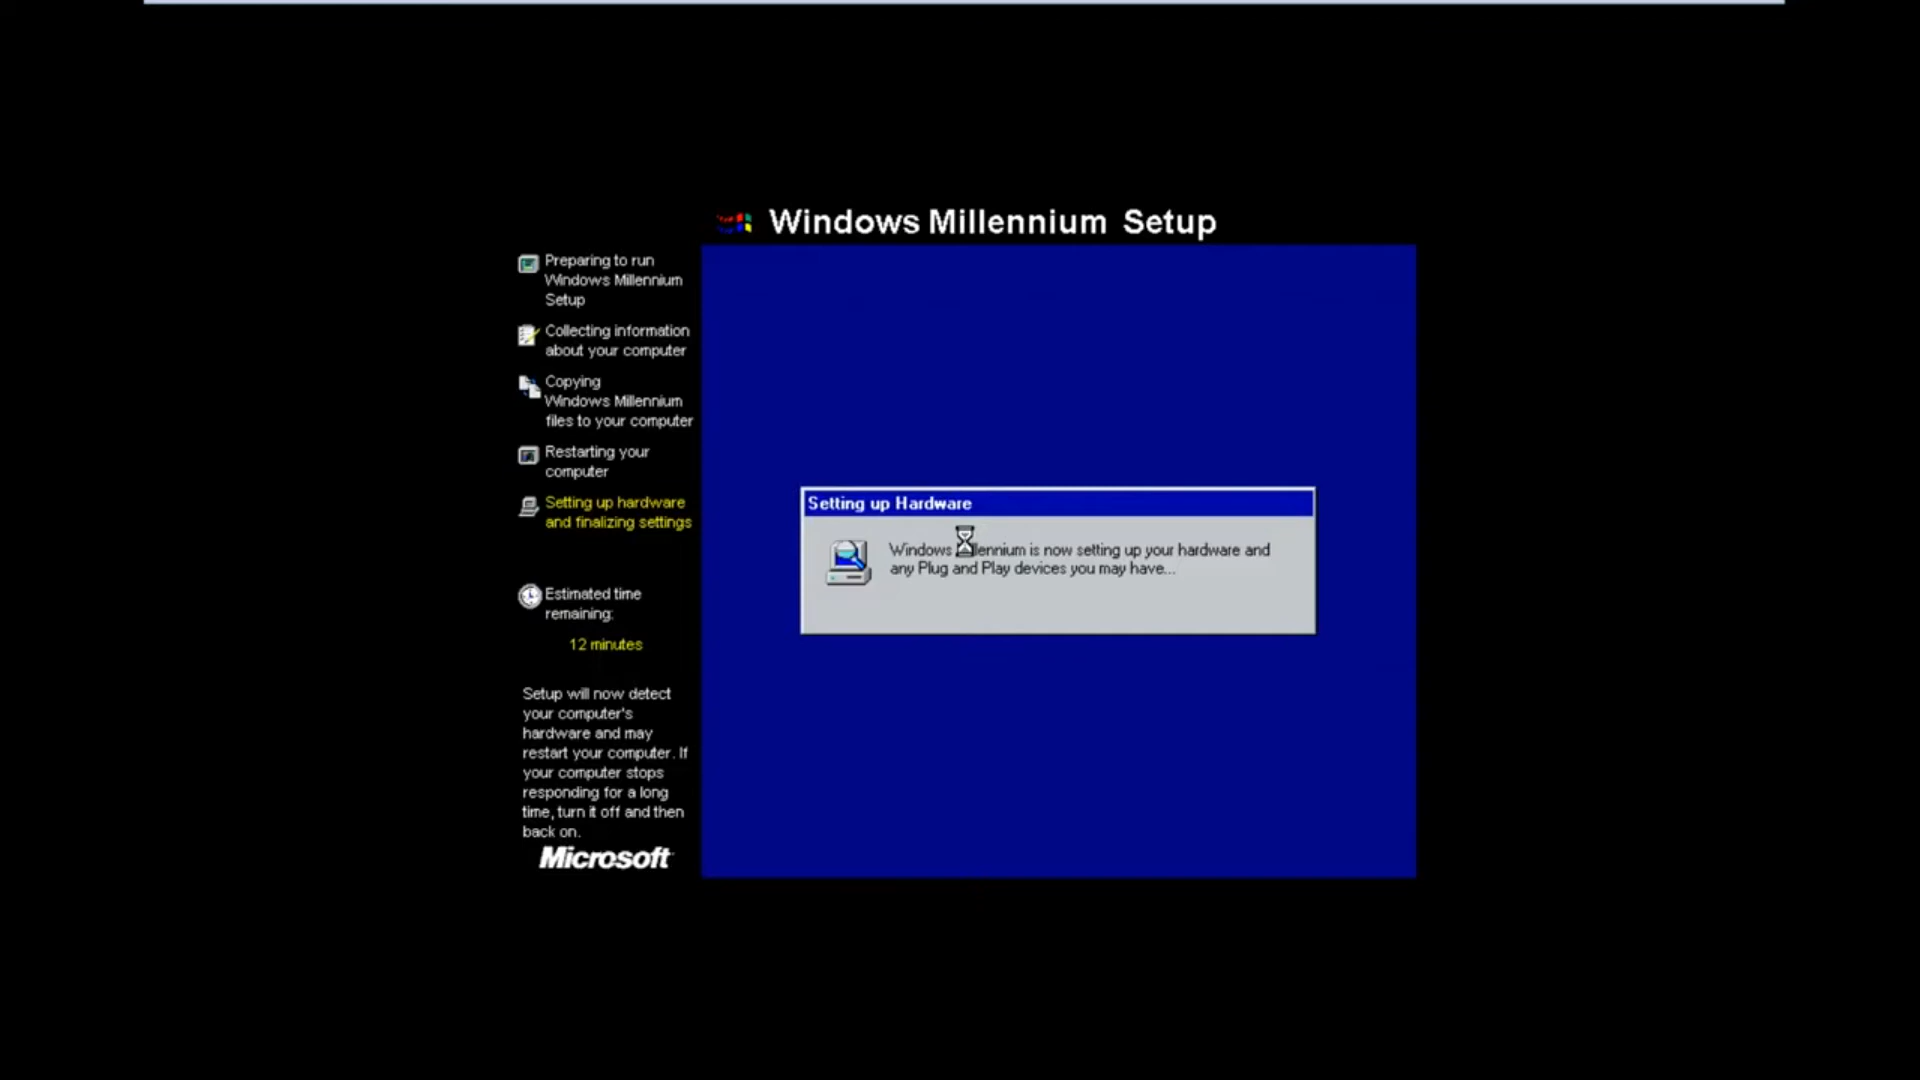 Windows Millennium Setup
Preparing to run
Windows Millennium
Setup
Collecting information
about your computer
Copying
Windows Millennium
files to your computer
Restarting your
computer
Setting up hardware
and finalizing settings
Estimated time
remaining:
12 minutes
Setup will now detect
your computer's
hardware and may
restart your computer. If
your computer stops
responding for a long
time, turn it off and then
back on.
Microsoft
Setting up Hardware
Windows llennium is now setting up your hardware and
any Plug and Play devices you may have...